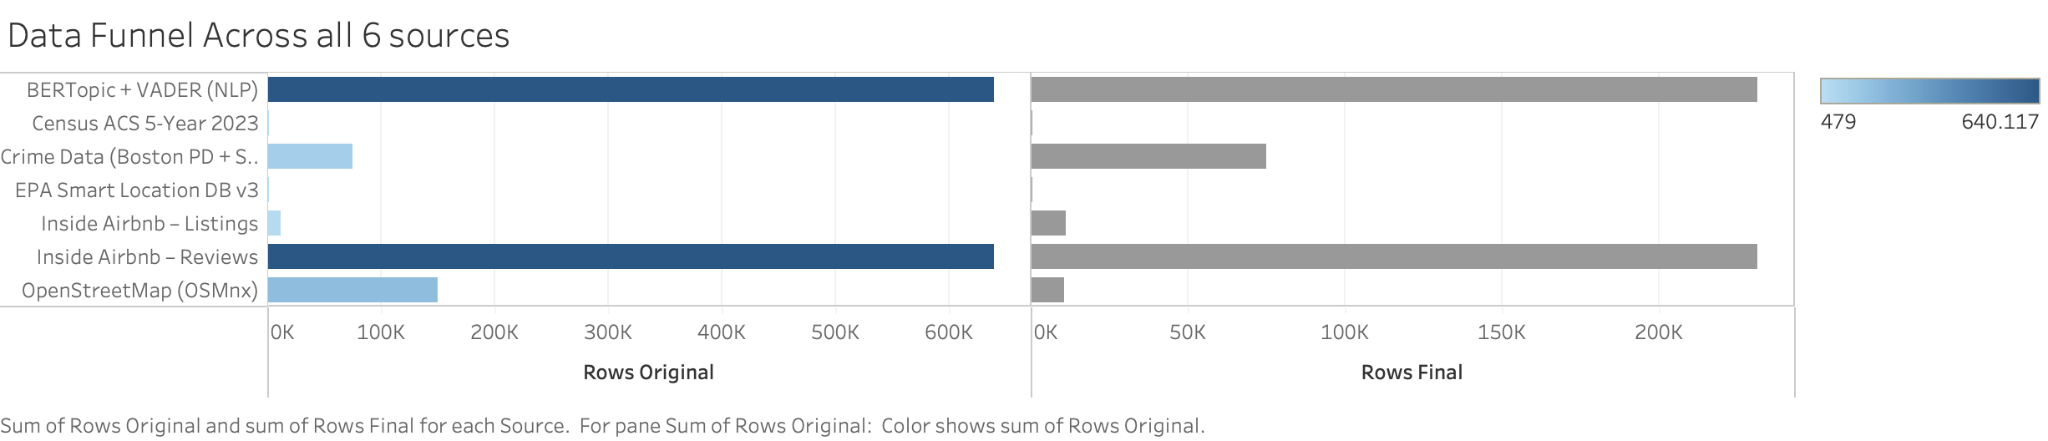 Data Funnel Across all 6 sources
BERTopic + VADER (NLP)
Census ACS 5-Year 2023
Crime Data (Boston PD + S..
EPA Smart Location DB v3
Inside Airbnb – Listings
Inside Airbnb – Reviews
OpenStreetMap (OSMnx)
0K 100K 200K 300K 400K 500K 600K 0K 50K 100K 150K 200K
Rows Original Rows Final
479 640.117
Sum of Rows Original and sum of Rows Final for each Source. For pane Sum of Rows Original: Color shows sum of Rows Original.